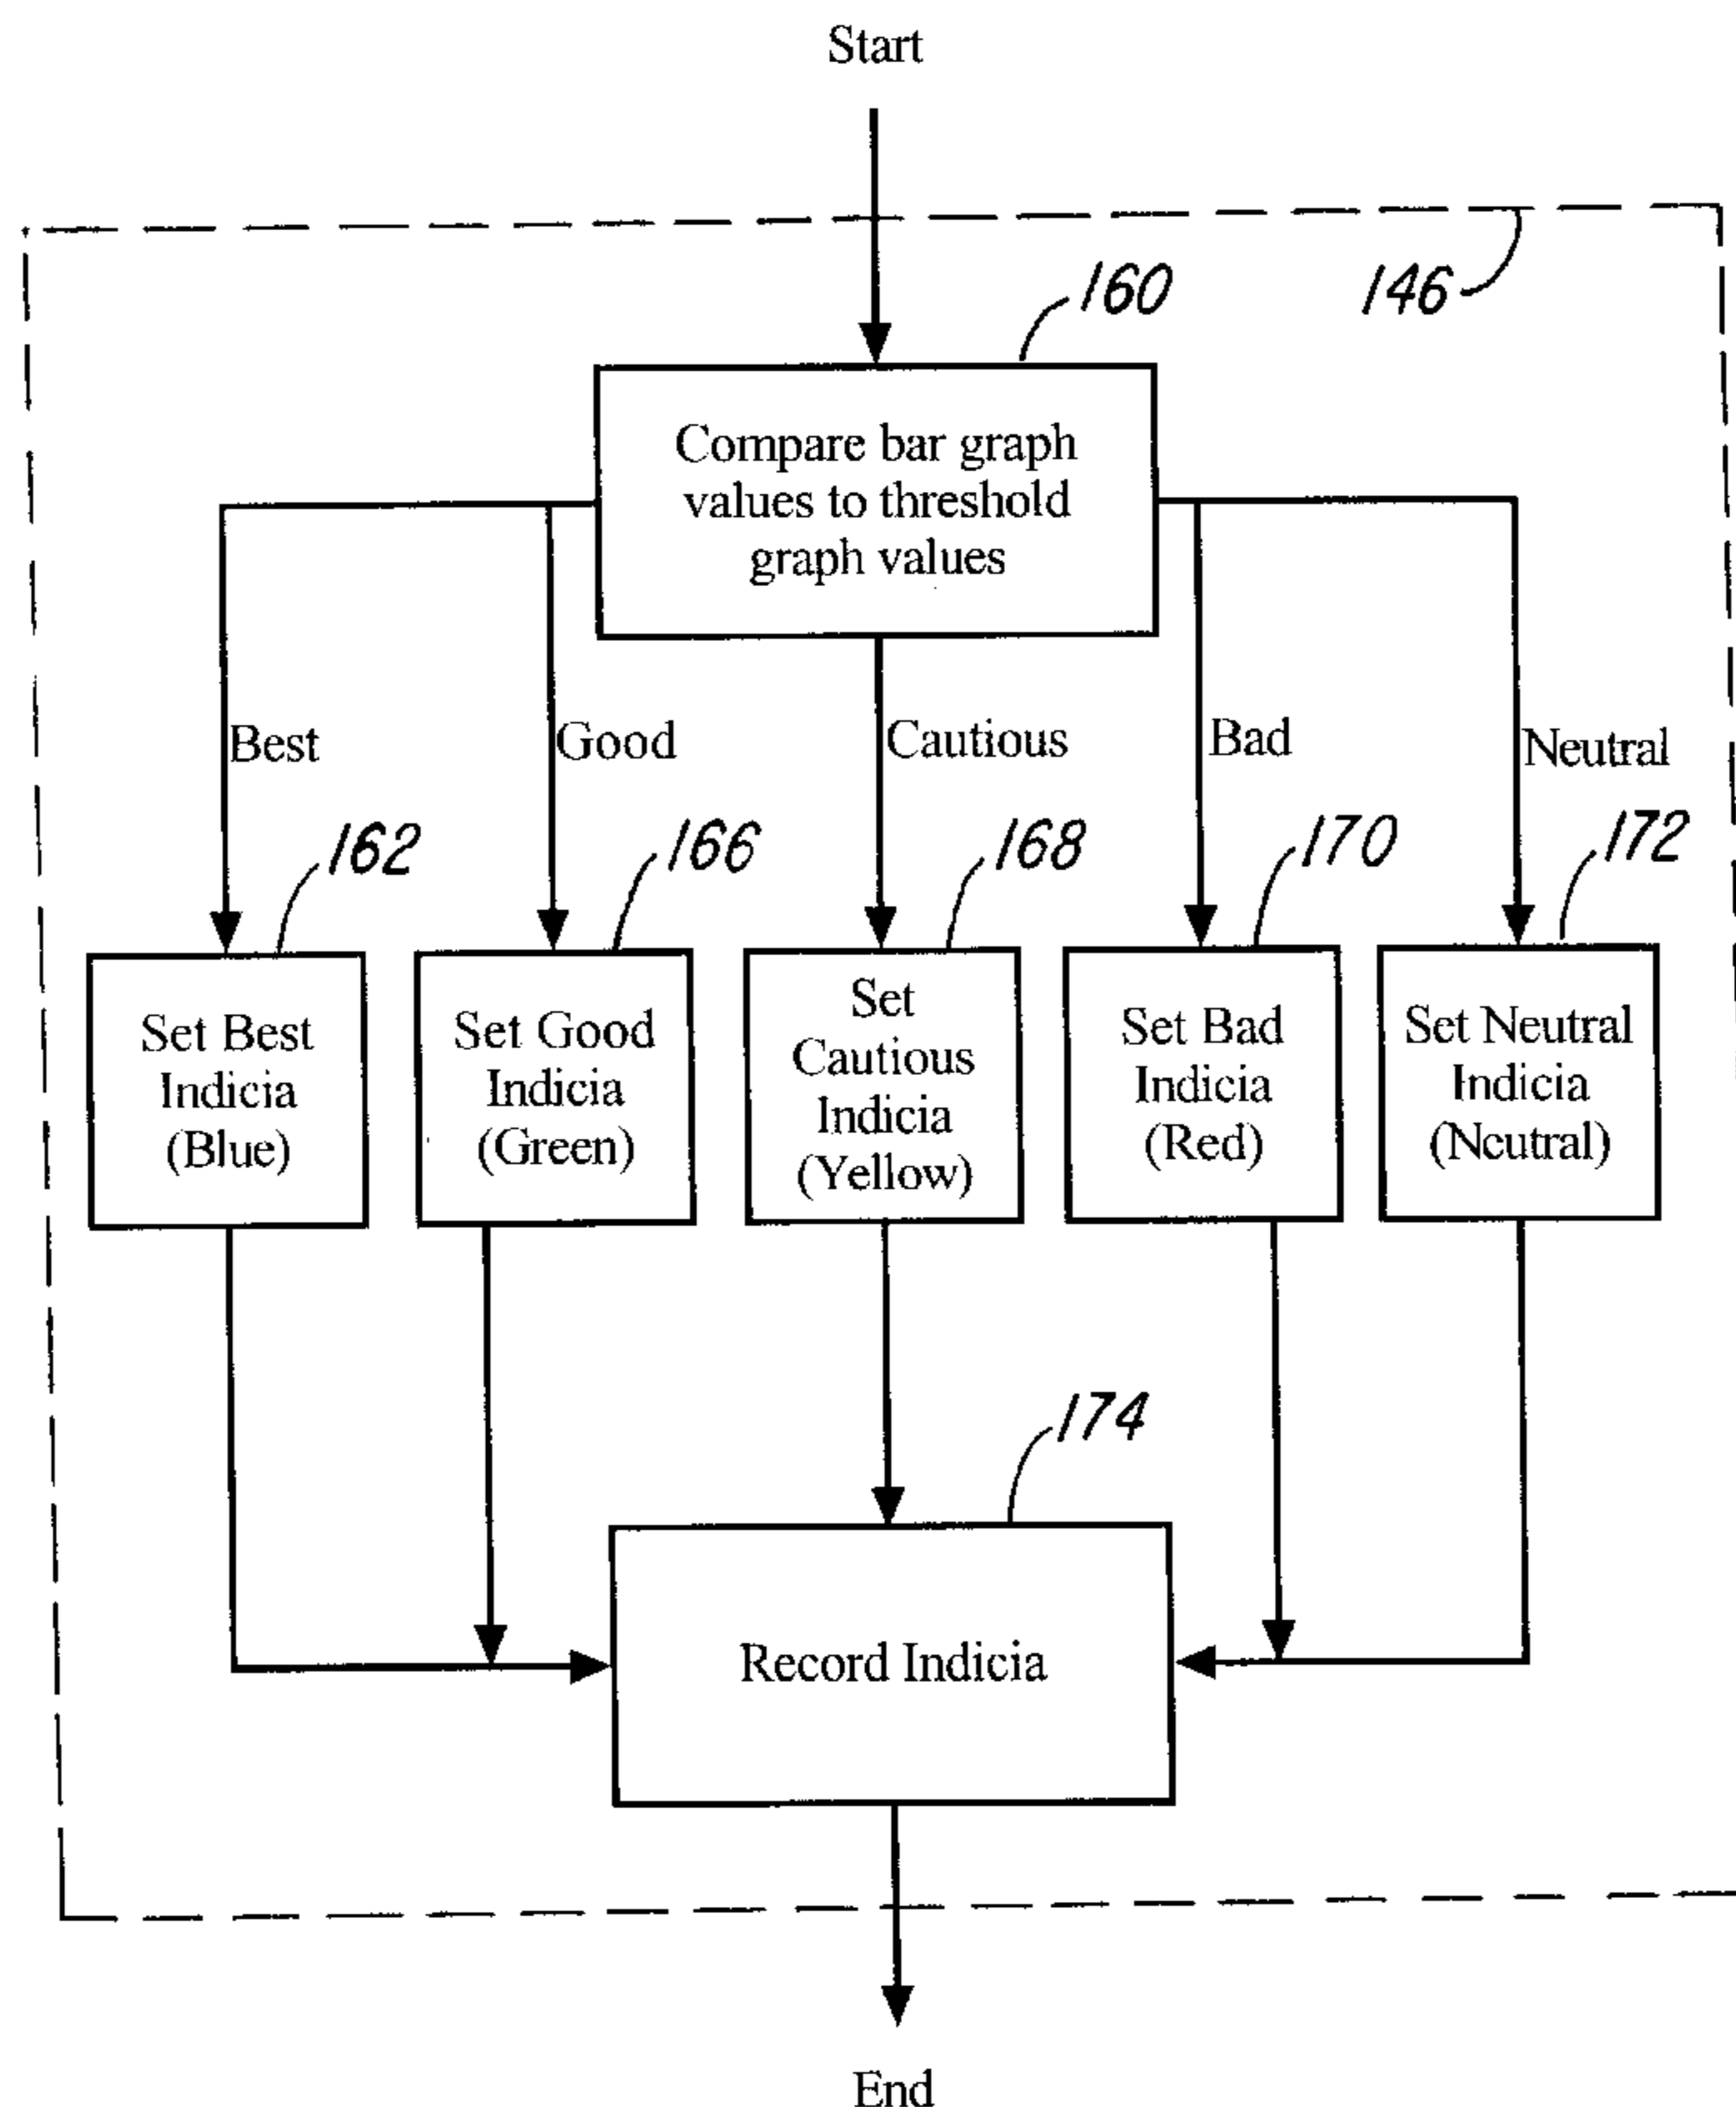 Start
146
160
Compare bar graph
values to threshold
graph values
Best
Good
Cautious
Bad
Neutral
162
166
168
170
172
Set Best
Indicia
(Blue)
Set Good
Indicia
(Green)
Set
Cautious
Indicia
(Yellow)
Set Bad
Indicia
(Red)
Set Neutral
Indicia
(Neutral)
174
Record Indicia
End